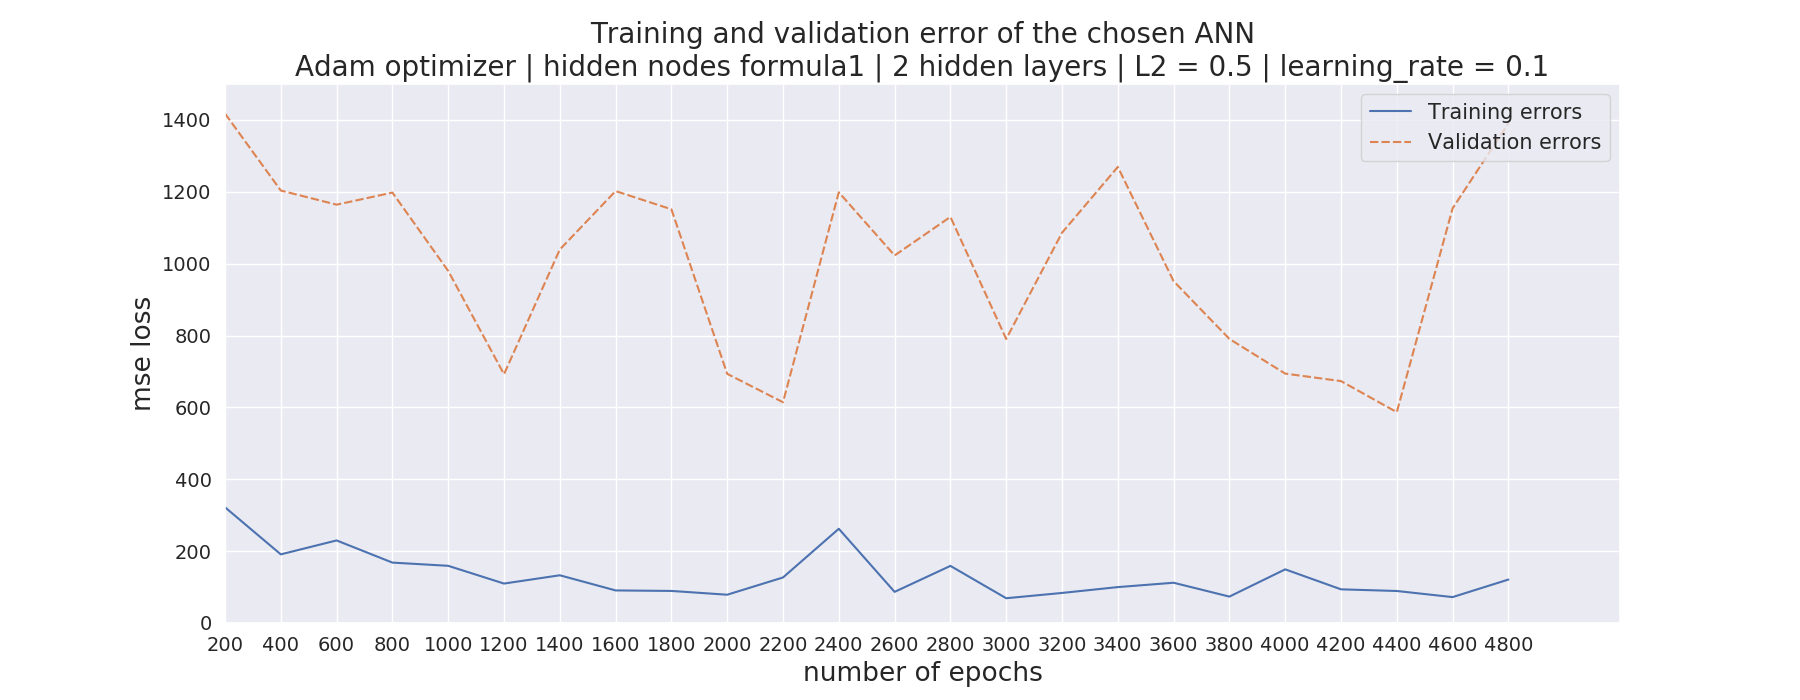 Training and validation error of the chosen ANN
Adam optimizer | hidden nodes formula1 | 2 hidden layers | L2 = 0.5 | learning_rate = 0.1
Training errors
Validation errors
1400
1200
1000
800
600
400
200
0
mse loss
200 400 600 800 1000 1200 1400 1600 1800 2000 2200 2400 2600 2800 3000 3200 3400 3600 3800 4000 4200 4400 4600 4800
number of epochs